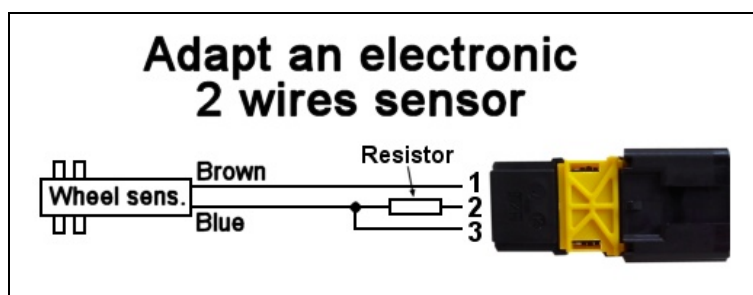 Adapt an electronic
2 wires sensor
Resistor
Brown
1
Wheel sens.
2
Blue
3